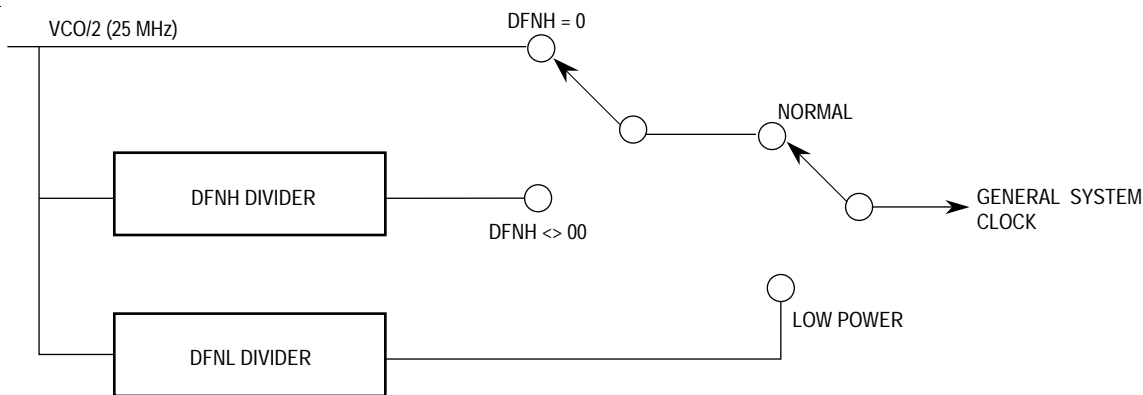 VCO/2 (25 MHz)
DFNH = 0
NORMAL
DFNH DIVIDER
GENERAL SYSTEM
CLOCK
DFNH <> 00
LOW POWER
DFNL DIVIDER